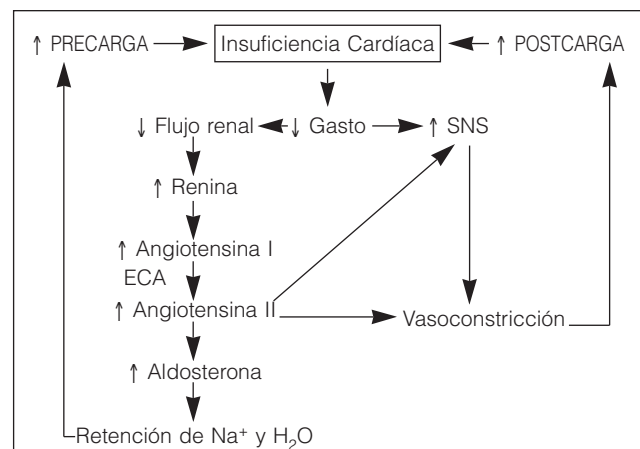 ↑ PRECARGA Insuficiencia Cardíaca ↑ POSTCARGA
↓ Flujo renal ↓ Gasto ↑ SNS
↑ Renina
↑ Angiotensina I
ECA
↑ Angiotensina II
Vasoconstricción
↑ Aldosterona
Retención de Na⁺ y H₂O